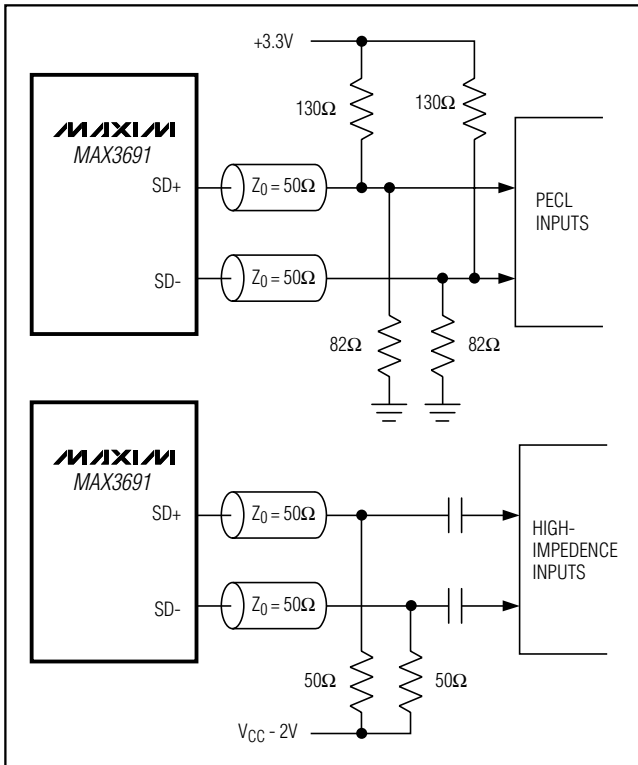 +3.3V
130Ω
130Ω
MAXIM
MAX3691
SD+
Z0 = 50Ω
PECL
INPUTS
SD-
Z0 = 50Ω
82Ω
82Ω
MAXIM
MAX3691
SD+
Z0 = 50Ω
HIGH-
IMPEDENCE
INPUTS
SD-
Z0 = 50Ω
50Ω
50Ω
VCC - 2V